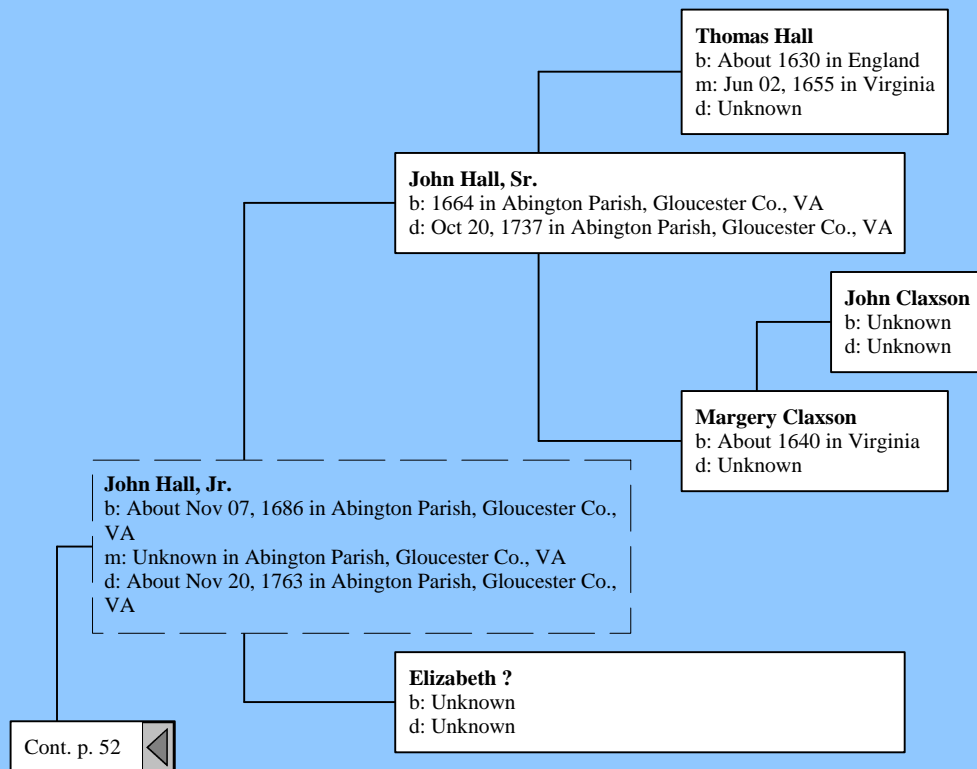 Thomas Hall
b: About 1630 in England
m: Jun 02, 1655 in Virginia
d: Unknown
John Hall, Sr.
b: 1664 in Abington Parish, Gloucester Co., VA
d: Oct 20, 1737 in Abington Parish, Gloucester Co., VA
John Claxson
b: Unknown
d: Unknown
Margery Claxson
b: About 1640 in Virginia
d: Unknown
John Hall, Jr.
b: About Nov 07, 1686 in Abington Parish, Gloucester Co.,
VA
m: Unknown in Abington Parish, Gloucester Co., VA
d: About Nov 20, 1763 in Abington Parish, Gloucester Co.,
VA
Elizabeth ?
b: Unknown
d: Unknown
Cont. p. 52